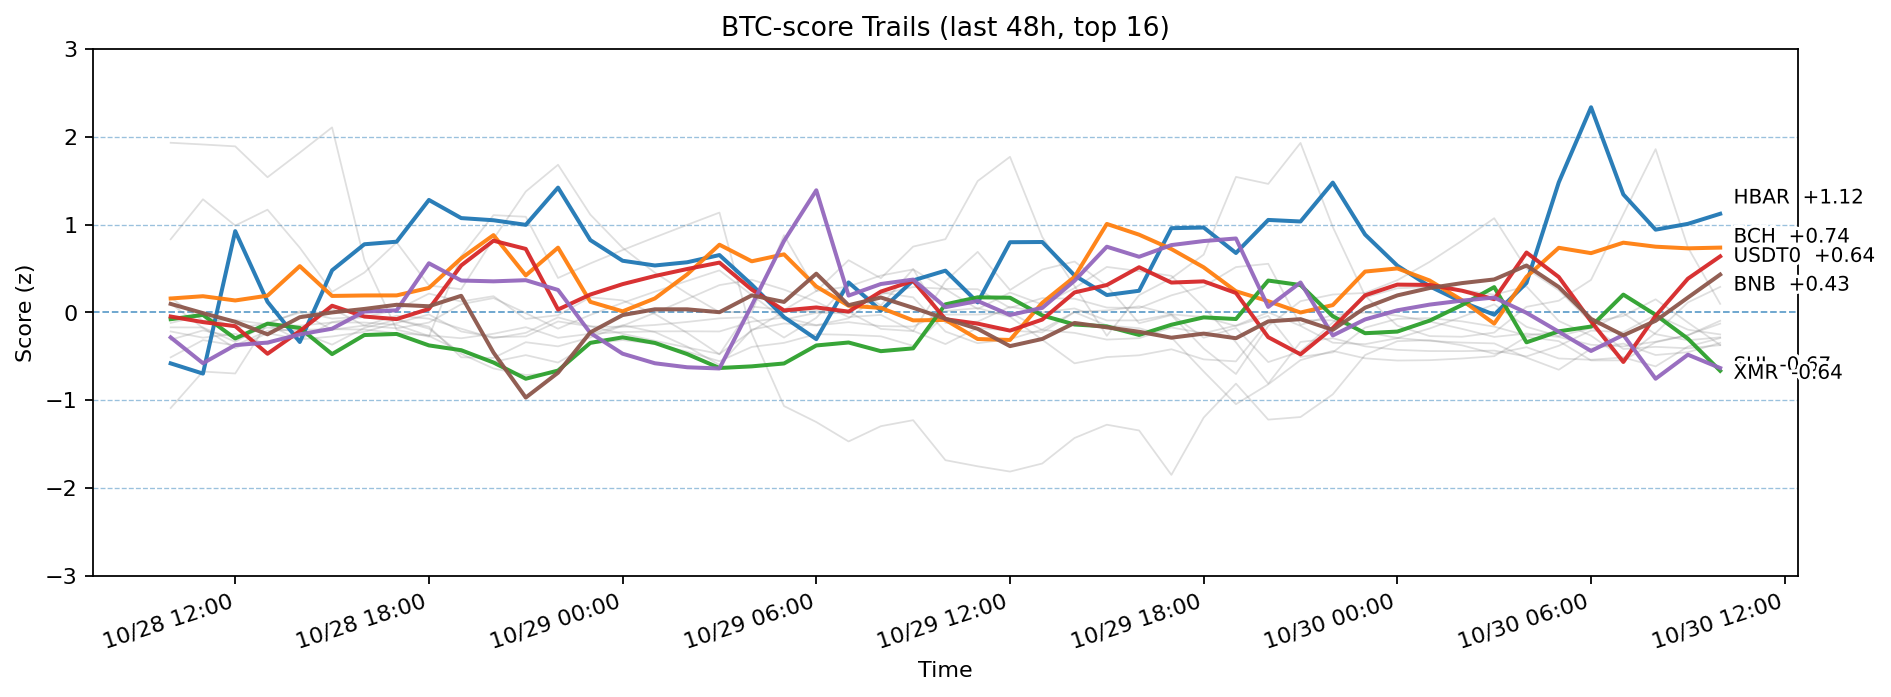 BTC-score Trails (last 48h, top 16)
Score (z)
3
2
1
0
−1
−2
−3
HBAR +1.12
BCH +0.74
USDT0 +0.64
BNB +0.43
-0.67
XMR -0.64
10/28 12:00
10/28 18:00
10/29 00:00
10/29 06:00
10/29 12:00
10/29 18:00
10/30 00:00
10/30 06:00
10/30 12:00
Time